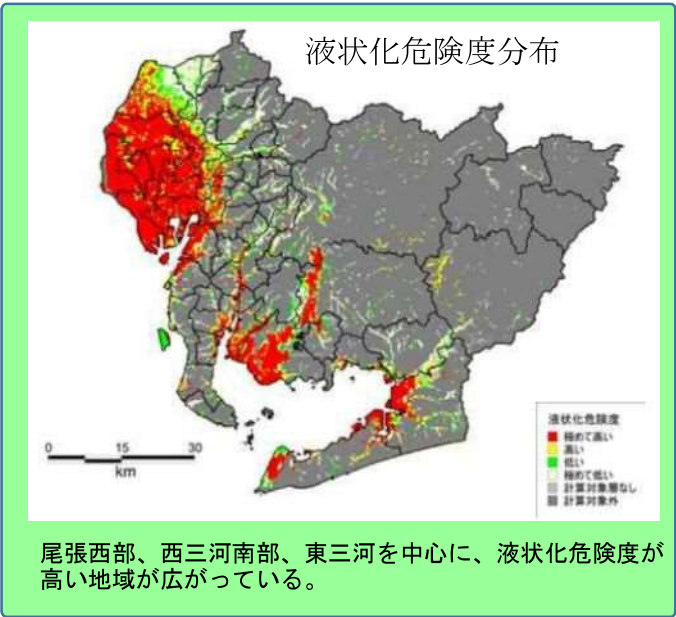 液状化危険度分布
0 15 30
km
液状化危険度
極めて高い
高い
低い
極めて低い
計算対象層なし
計算対象外
尾張西部、西三河南部、東三河を中心に、液状化危険度が
高い地域が広がっている。